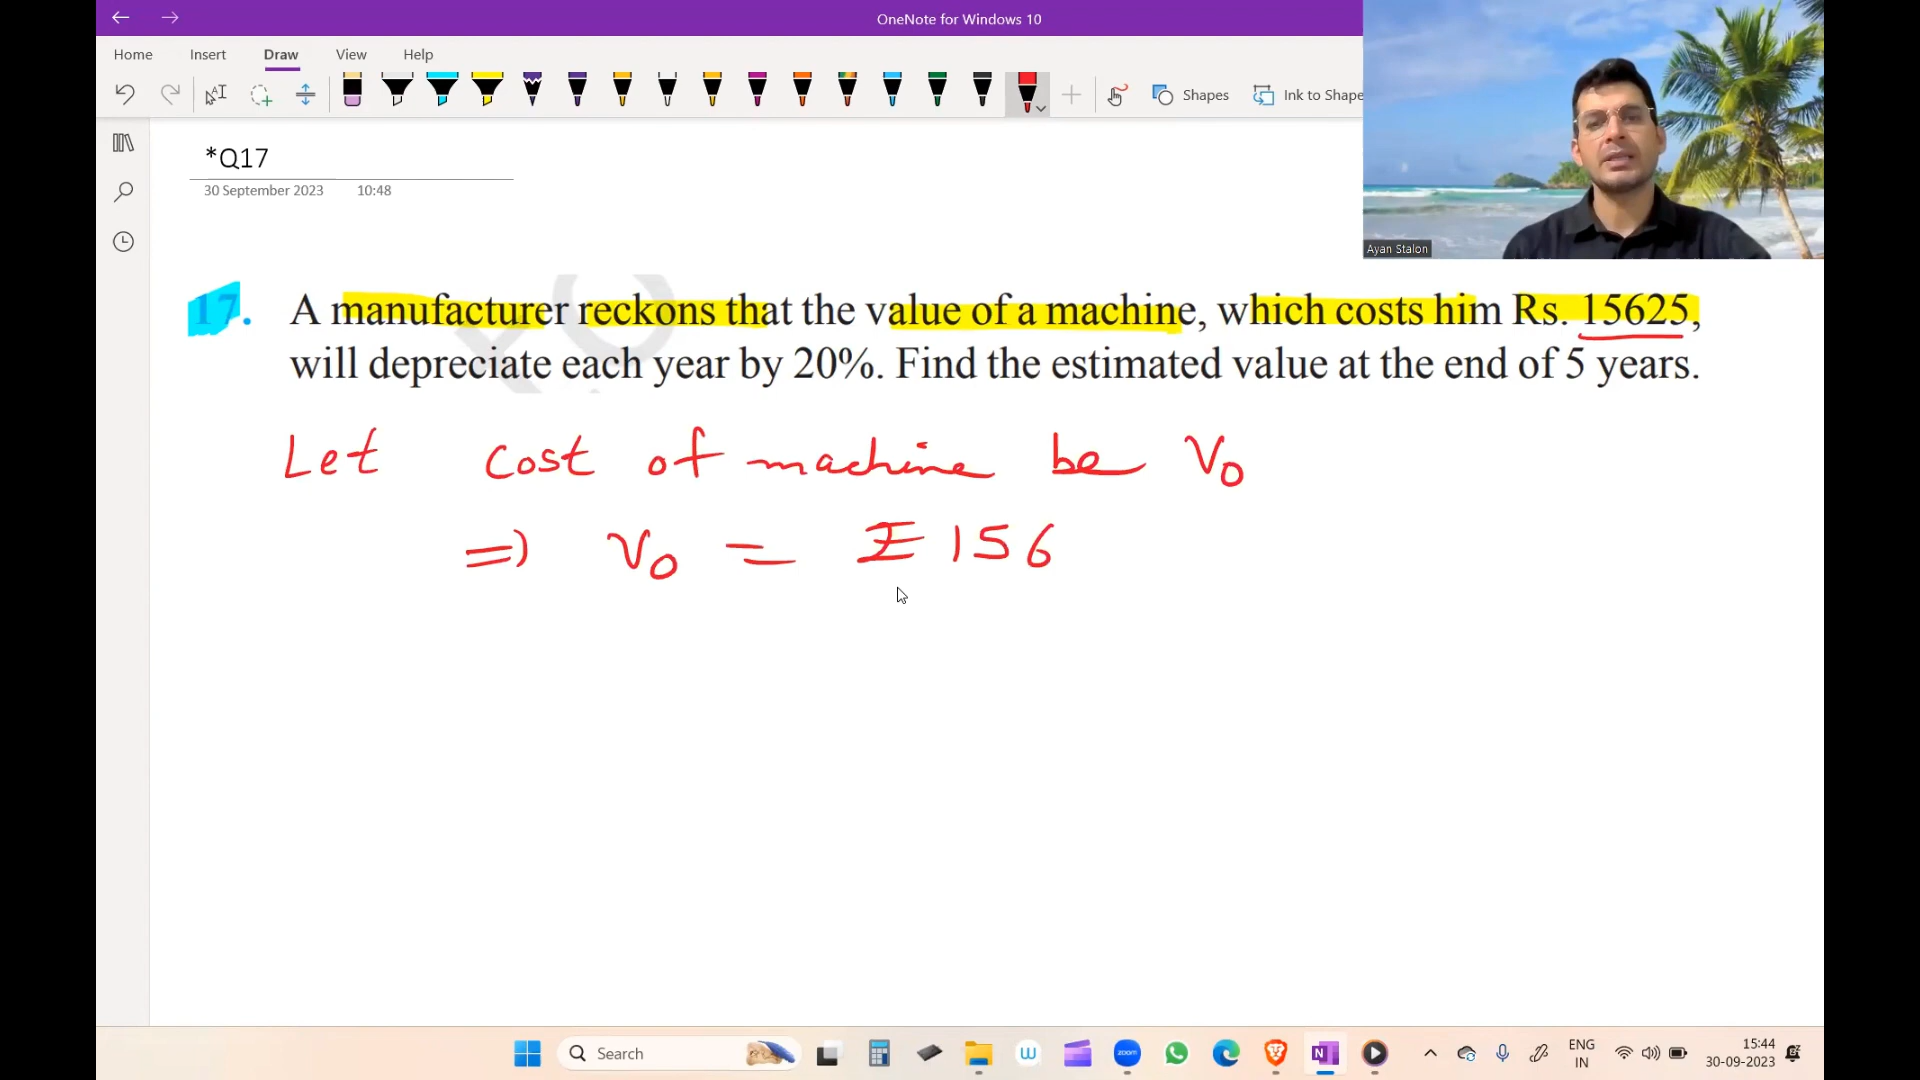 OneNote for Windows 10
Home Insert Draw View Help
Shapes Ink to Shape
Ayan Stalon
*Q17
30 September 2023 10:48
17. A manufacturer reckons that the value of a machine, which costs him Rs. 15625,
will depreciate each year by 20%. Find the estimated value at the end of 5 years.
Let cost of machine be V₀
⇒ V₀ = ₹ 156
Search
zoom
ENG
IN
15:44
30-09-2023